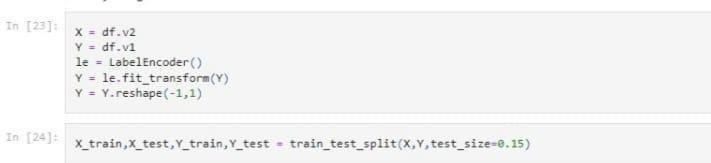 In [23]:
X = df.v2
Y = df.v1
le = LabelEncoder()
Y = le.fit_transform(Y)
Y = Y.reshape(-1,1)
In [24]:
X_train,X_test,Y_train,Y_test = train_test_split(X,Y,test_size=0.15)